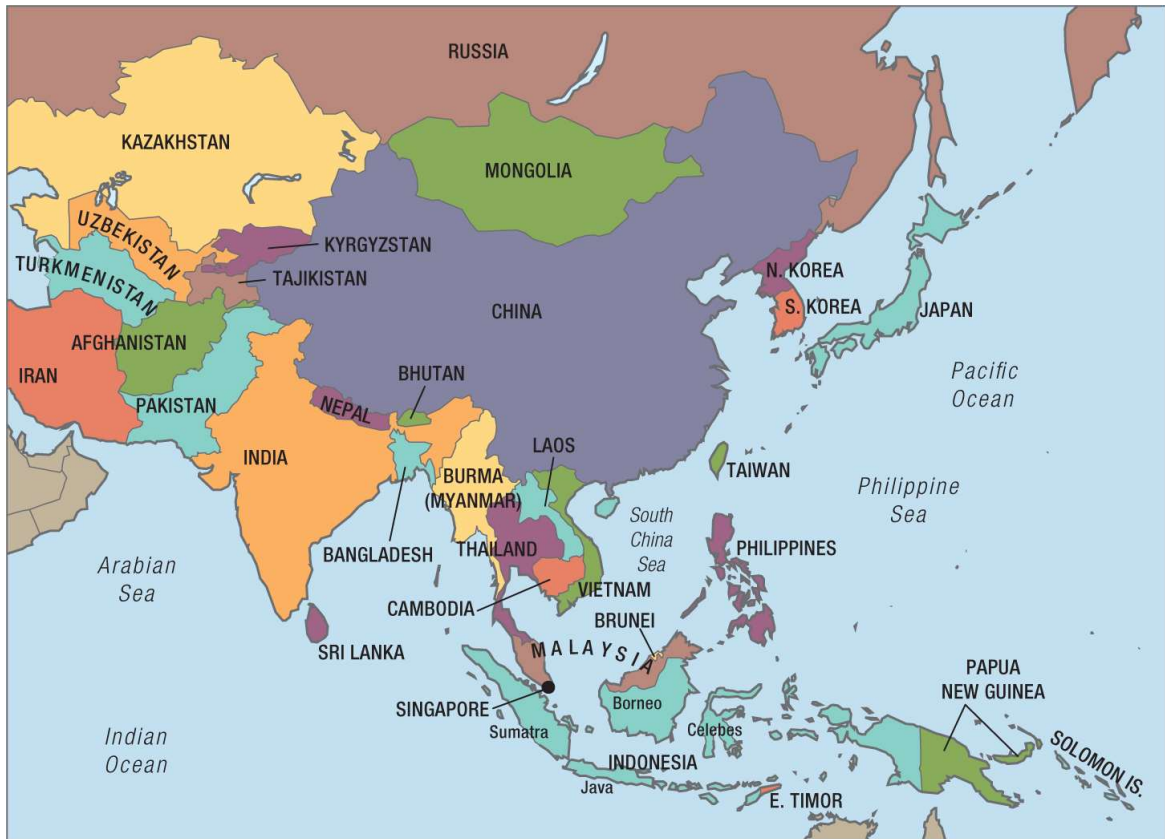 RUSSIA
KAZAKHSTAN
MONGOLIA
UZBEKISTAN
KYRGYZSTAN
TURKMENISTAN
TAJIKISTAN
N. KOREA
S. KOREA
JAPAN
CHINA
AFGHANISTAN
IRAN
PAKISTAN
NEPAL
BHUTAN
Pacific
Ocean
INDIA
LAOS
TAIWAN
BURMA
(MYANMAR)
Philippine
Sea
South
China
Sea
BANGLADESH
THAILAND
PHILIPPINES
Arabian
Sea
CAMBODIA
VIETNAM
BRUNEI
SRI LANKA
MALAYSIA
PAPUA
NEW GUINEA
SINGAPORE
Borneo
Sumatra
Celebes
Indian
Ocean
INDONESIA
SOLOMON IS.
Java
E. TIMOR